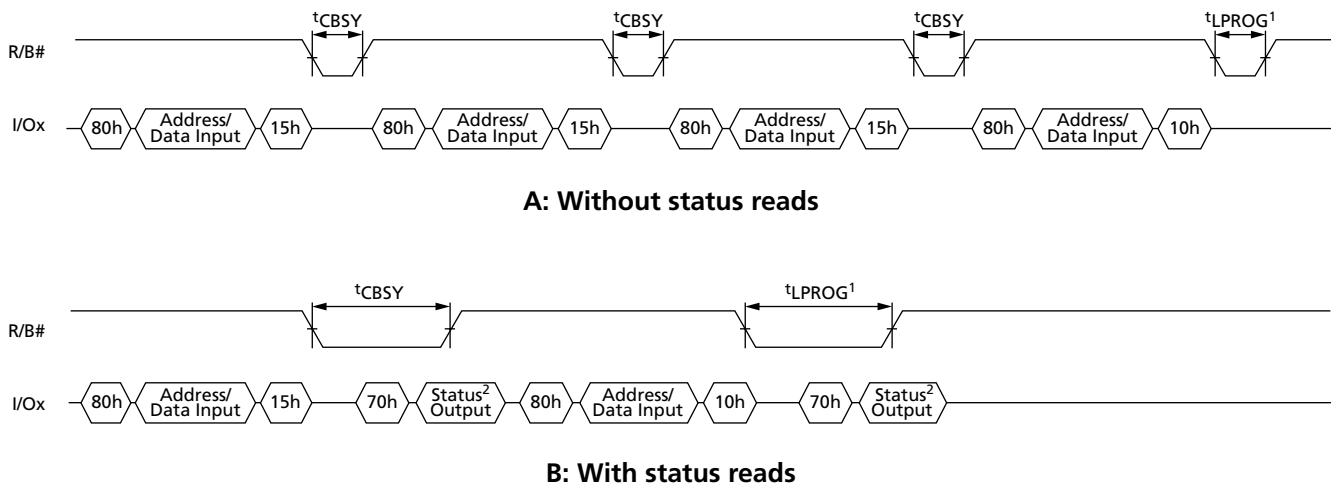 tCBSY tCBSY tCBSY tLPROG1
R/B#
I/Ox 80h Address/ Data Input 15h 80h Address/ Data Input 15h 80h Address/ Data Input 15h 80h Address/ Data Input 10h
A: Without status reads
tCBSY tLPROG1
R/B#
I/Ox 80h Address/ Data Input 15h 70h Status2 Output 80h Address/ Data Input 10h 70h Status2 Output
B: With status reads